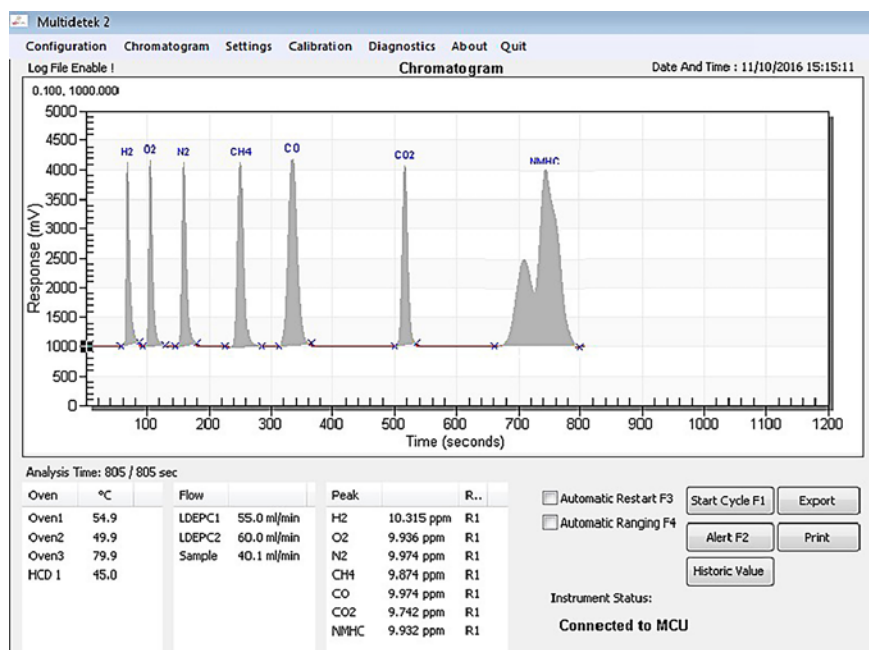 Multidetek 2
Configuration Chromatogram Settings Calibration Diagnostics About Quit
Log File Enable ! Chromatogram Date And Time : 11/10/2016 15:15:11
0.100, 1000.000
5000
4500
4000
3500
3000
2500
2000
1500
1000
500
0
Response (mV)
H2 O2 N2 CH4 CO CO2 NMHC
100 200 300 400 500 600 700 800 900 1000 1100 1200
Time (seconds)
Analysis Time: 805 / 805 sec
Oven °C
Oven1 54.9
Oven2 49.9
Oven3 79.9
HCD 1 45.0
Flow
LDEPC1 55.0 ml/min
LDEPC2 60.0 ml/min
Sample 40.1 ml/min
Peak R..
H2 10.315 ppm R1
O2 9.936 ppm R1
N2 9.974 ppm R1
CH4 9.874 ppm R1
CO 9.974 ppm R1
CO2 9.742 ppm R1
NMHC 9.932 ppm R1
Automatic Restart F3
Automatic Ranging F4
Start Cycle F1 Export
Alert F2 Print
Historic Value
Instrument Status:
Connected to MCU